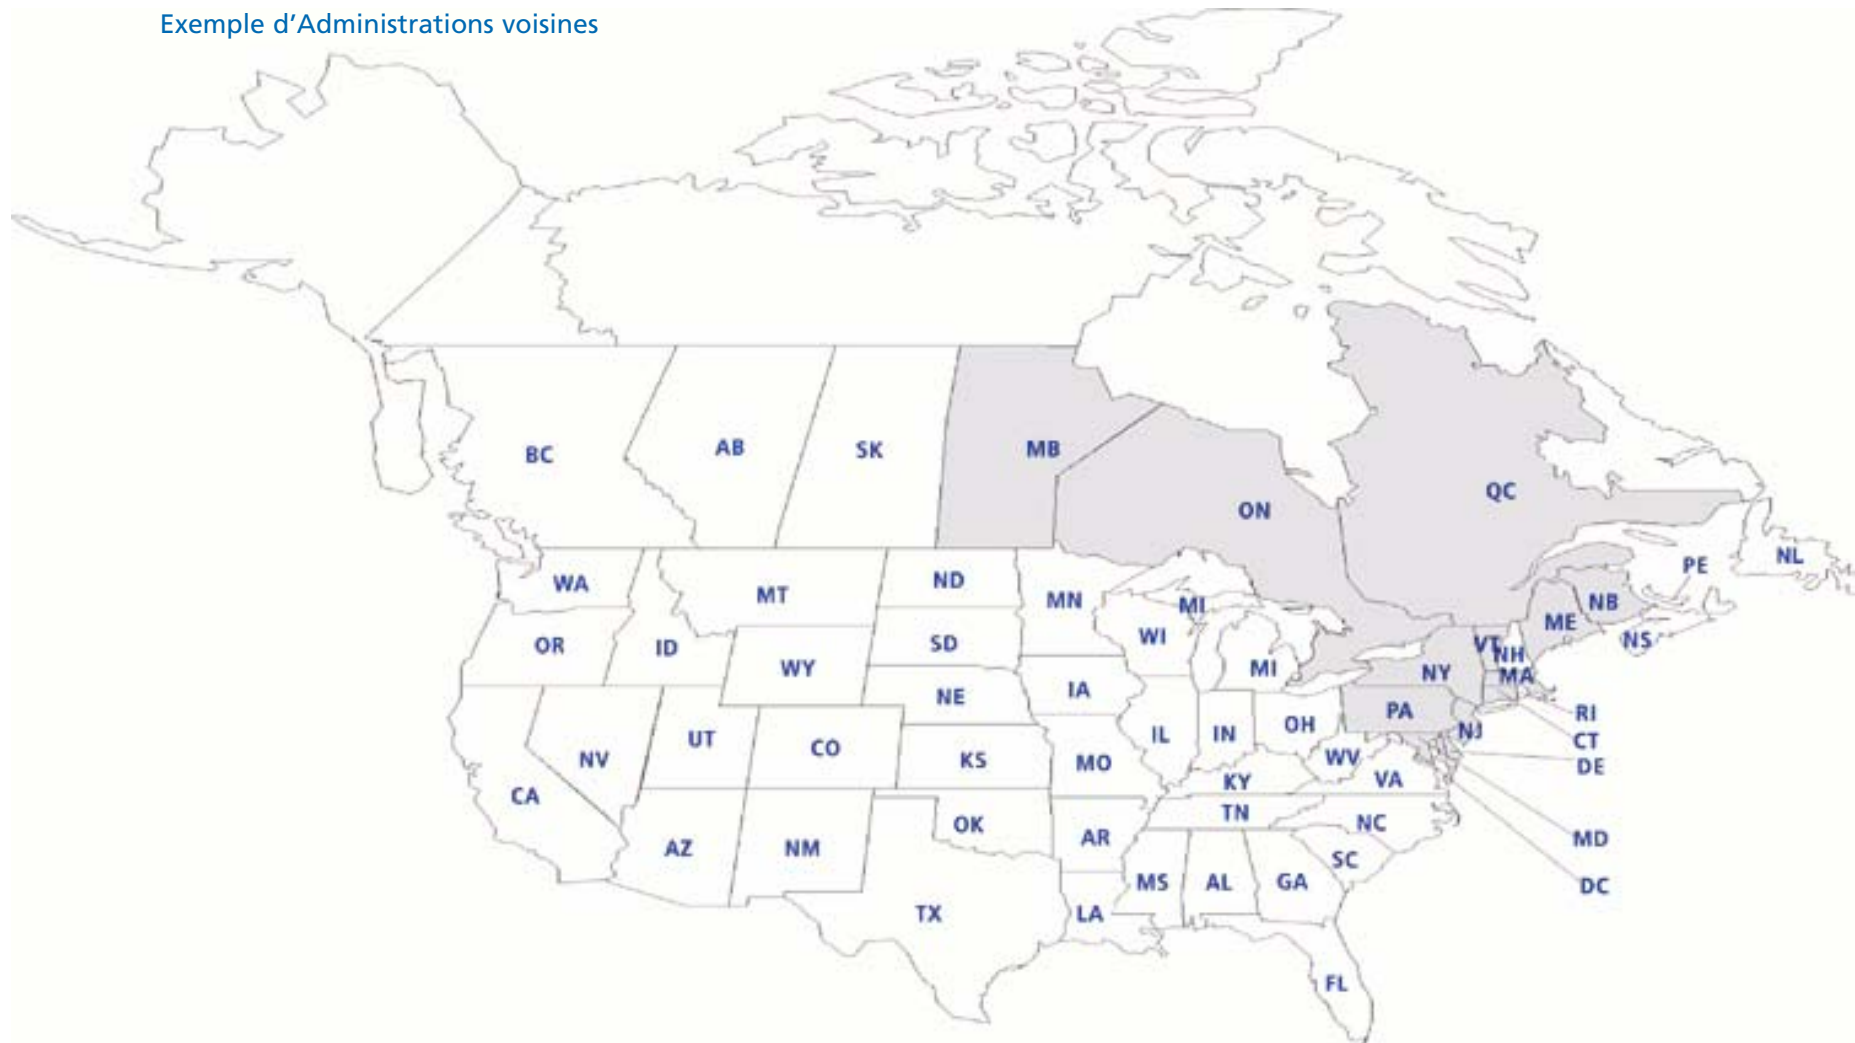 Exemple d’Administrations voisines
BC
AB
SK
MB
ON
QC
NL
PE
NB
NS
WA
MT
ND
MN
MI
ME
VT
NH
OR
ID
SD
WI
WY
MI
NY
MA
NE
IA
PA
RI
NV
UT
CO
KS
MO
IL
IN
OH
NJ
CT
WV
DE
CA
KY
VA
TN
AZ
NM
OK
AR
NC
MD
SC
MS
AL
GA
DC
TX
LA
FL